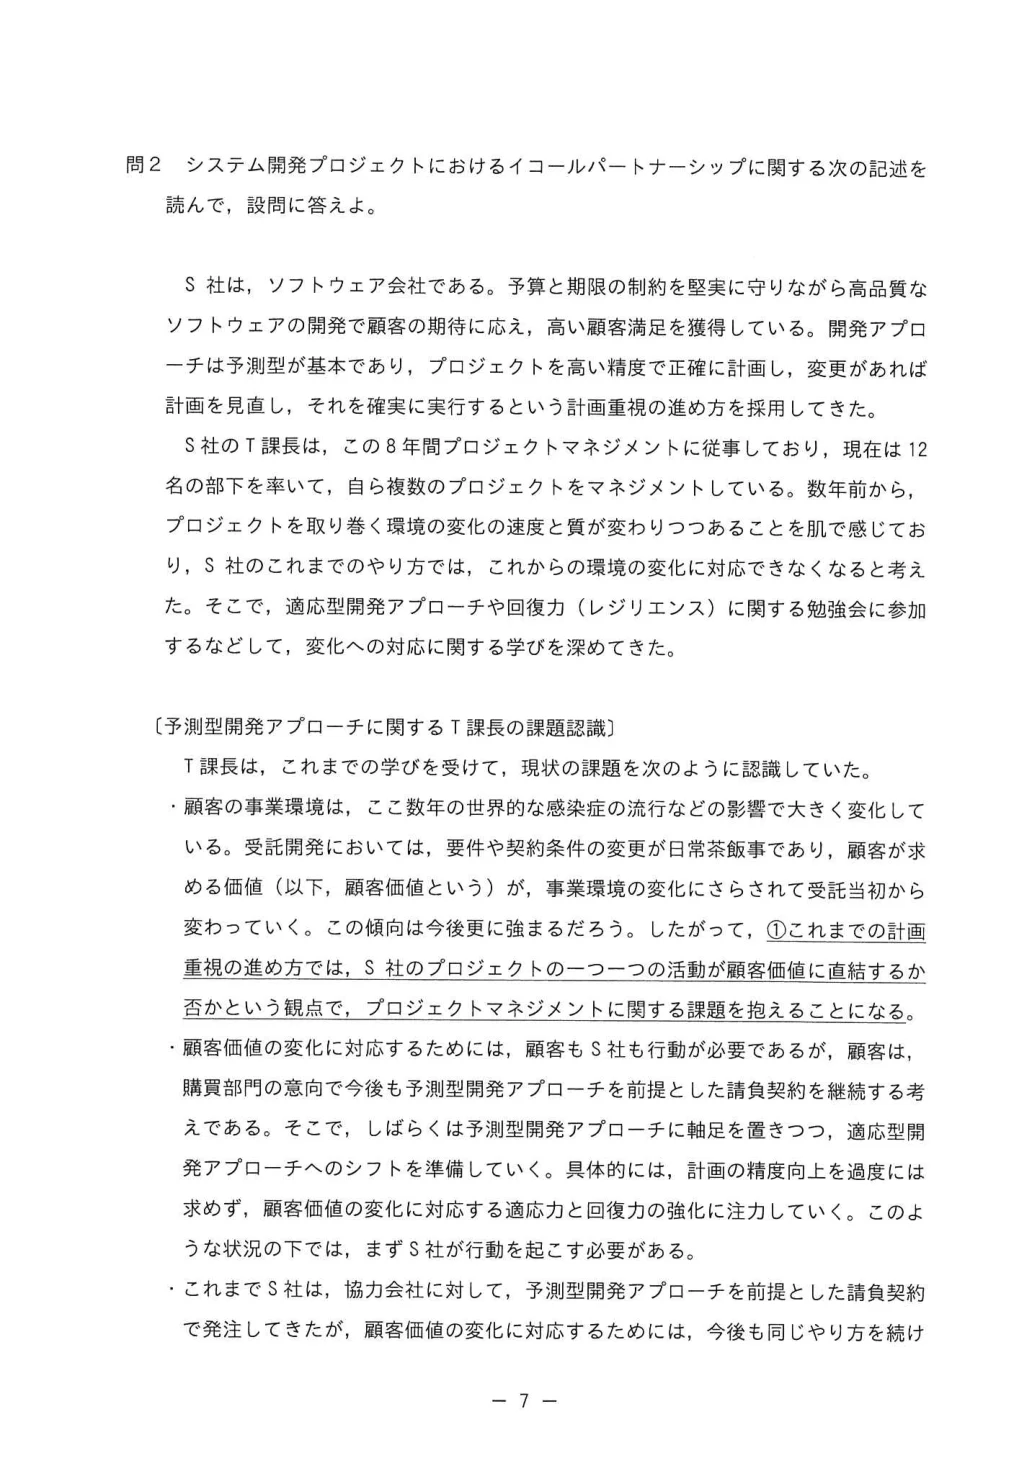 問２　システム開発プロジェクトにおけるイコールパートナーシップに関する次の記述を
読んで，設問に答えよ。
S 社は，ソフトウェア会社である。予算と期限の制約を堅実に守りながら高品質な
ソフトウェアの開発で顧客の期待に応え，高い顧客満足を獲得している。開発アプロ
ーチは予測型が基本であり，プロジェクトを高い精度で正確に計画し，変更があれば
計画を見直し，それを確実に実行するという計画重視の進め方を採用してきた。
S 社の T 課長は，この 8 年間プロジェクトマネジメントに従事しており，現在は 12
名の部下を率いて，自ら複数のプロジェクトをマネジメントしている。数年前から，
プロジェクトを取り巻く環境の変化の速度と質が変わりつつあることを肌で感じてお
り，S 社のこれまでのやり方では，これからの環境の変化に対応できなくなると考え
た。そこで，適応型開発アプローチや回復力（レジリエンス）に関する勉強会に参加
するなどして，変化への対応に関する学びを深めてきた。
〔予測型開発アプローチに関する T 課長の課題認識〕
T 課長は，これまでの学びを受けて，現状の課題を次のように認識していた。
・顧客の事業環境は，ここ数年の世界的な感染症の流行などの影響で大きく変化して
いる。受託開発においては，要件や契約条件の変更が日常茶飯事であり，顧客が求
める価値（以下，顧客価値という）が，事業環境の変化にさらされて受託当初から
変わっていく。この傾向は今後更に強まるだろう。したがって，①これまでの計画
重視の進め方では，S 社のプロジェクトの一つ一つの活動が顧客価値に直結するか
否かという観点で，プロジェクトマネジメントに関する課題を抱えることになる。
・顧客価値の変化に対応するためには，顧客も S 社も行動が必要であるが，顧客は，
購買部門の意向で今後も予測型開発アプローチを前提とした請負契約を継続する考
えである。そこで，しばらくは予測型開発アプローチに軸足を置きつつ，適応型開
発アプローチへのシフトを準備していく。具体的には，計画の精度向上を過度には
求めず，顧客価値の変化に対応する適応力と回復力の強化に注力していく。このよ
うな状況の下では，まず S 社が行動を起こす必要がある。
・これまで S 社は，協力会社に対して，予測型開発アプローチを前提とした請負契約
で発注してきたが，顧客価値の変化に対応するためには，今後も同じやり方を続け
－ 7 －